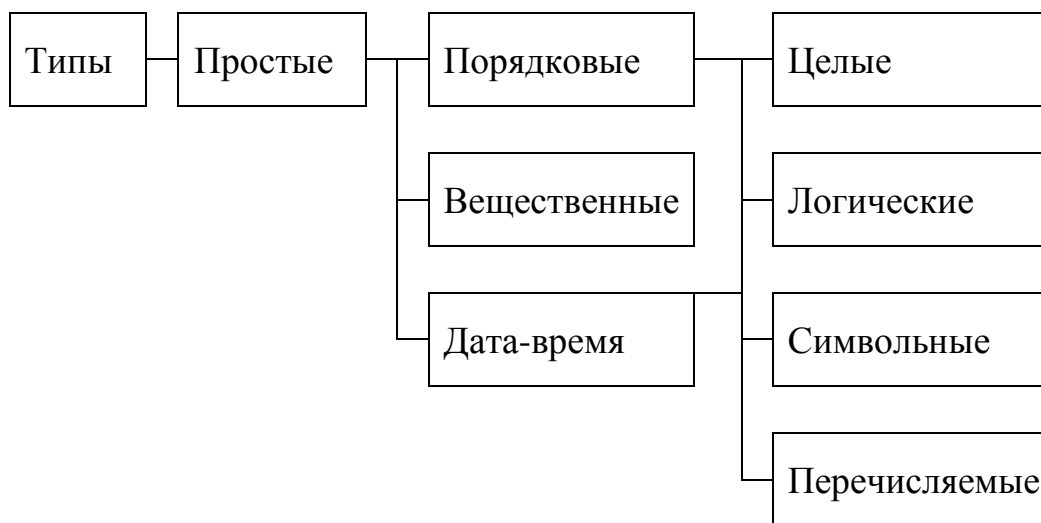 Типы
Простые
Порядковые
Целые
Вещественные
Логические
Дата-время
Символьные
Перечисляемые